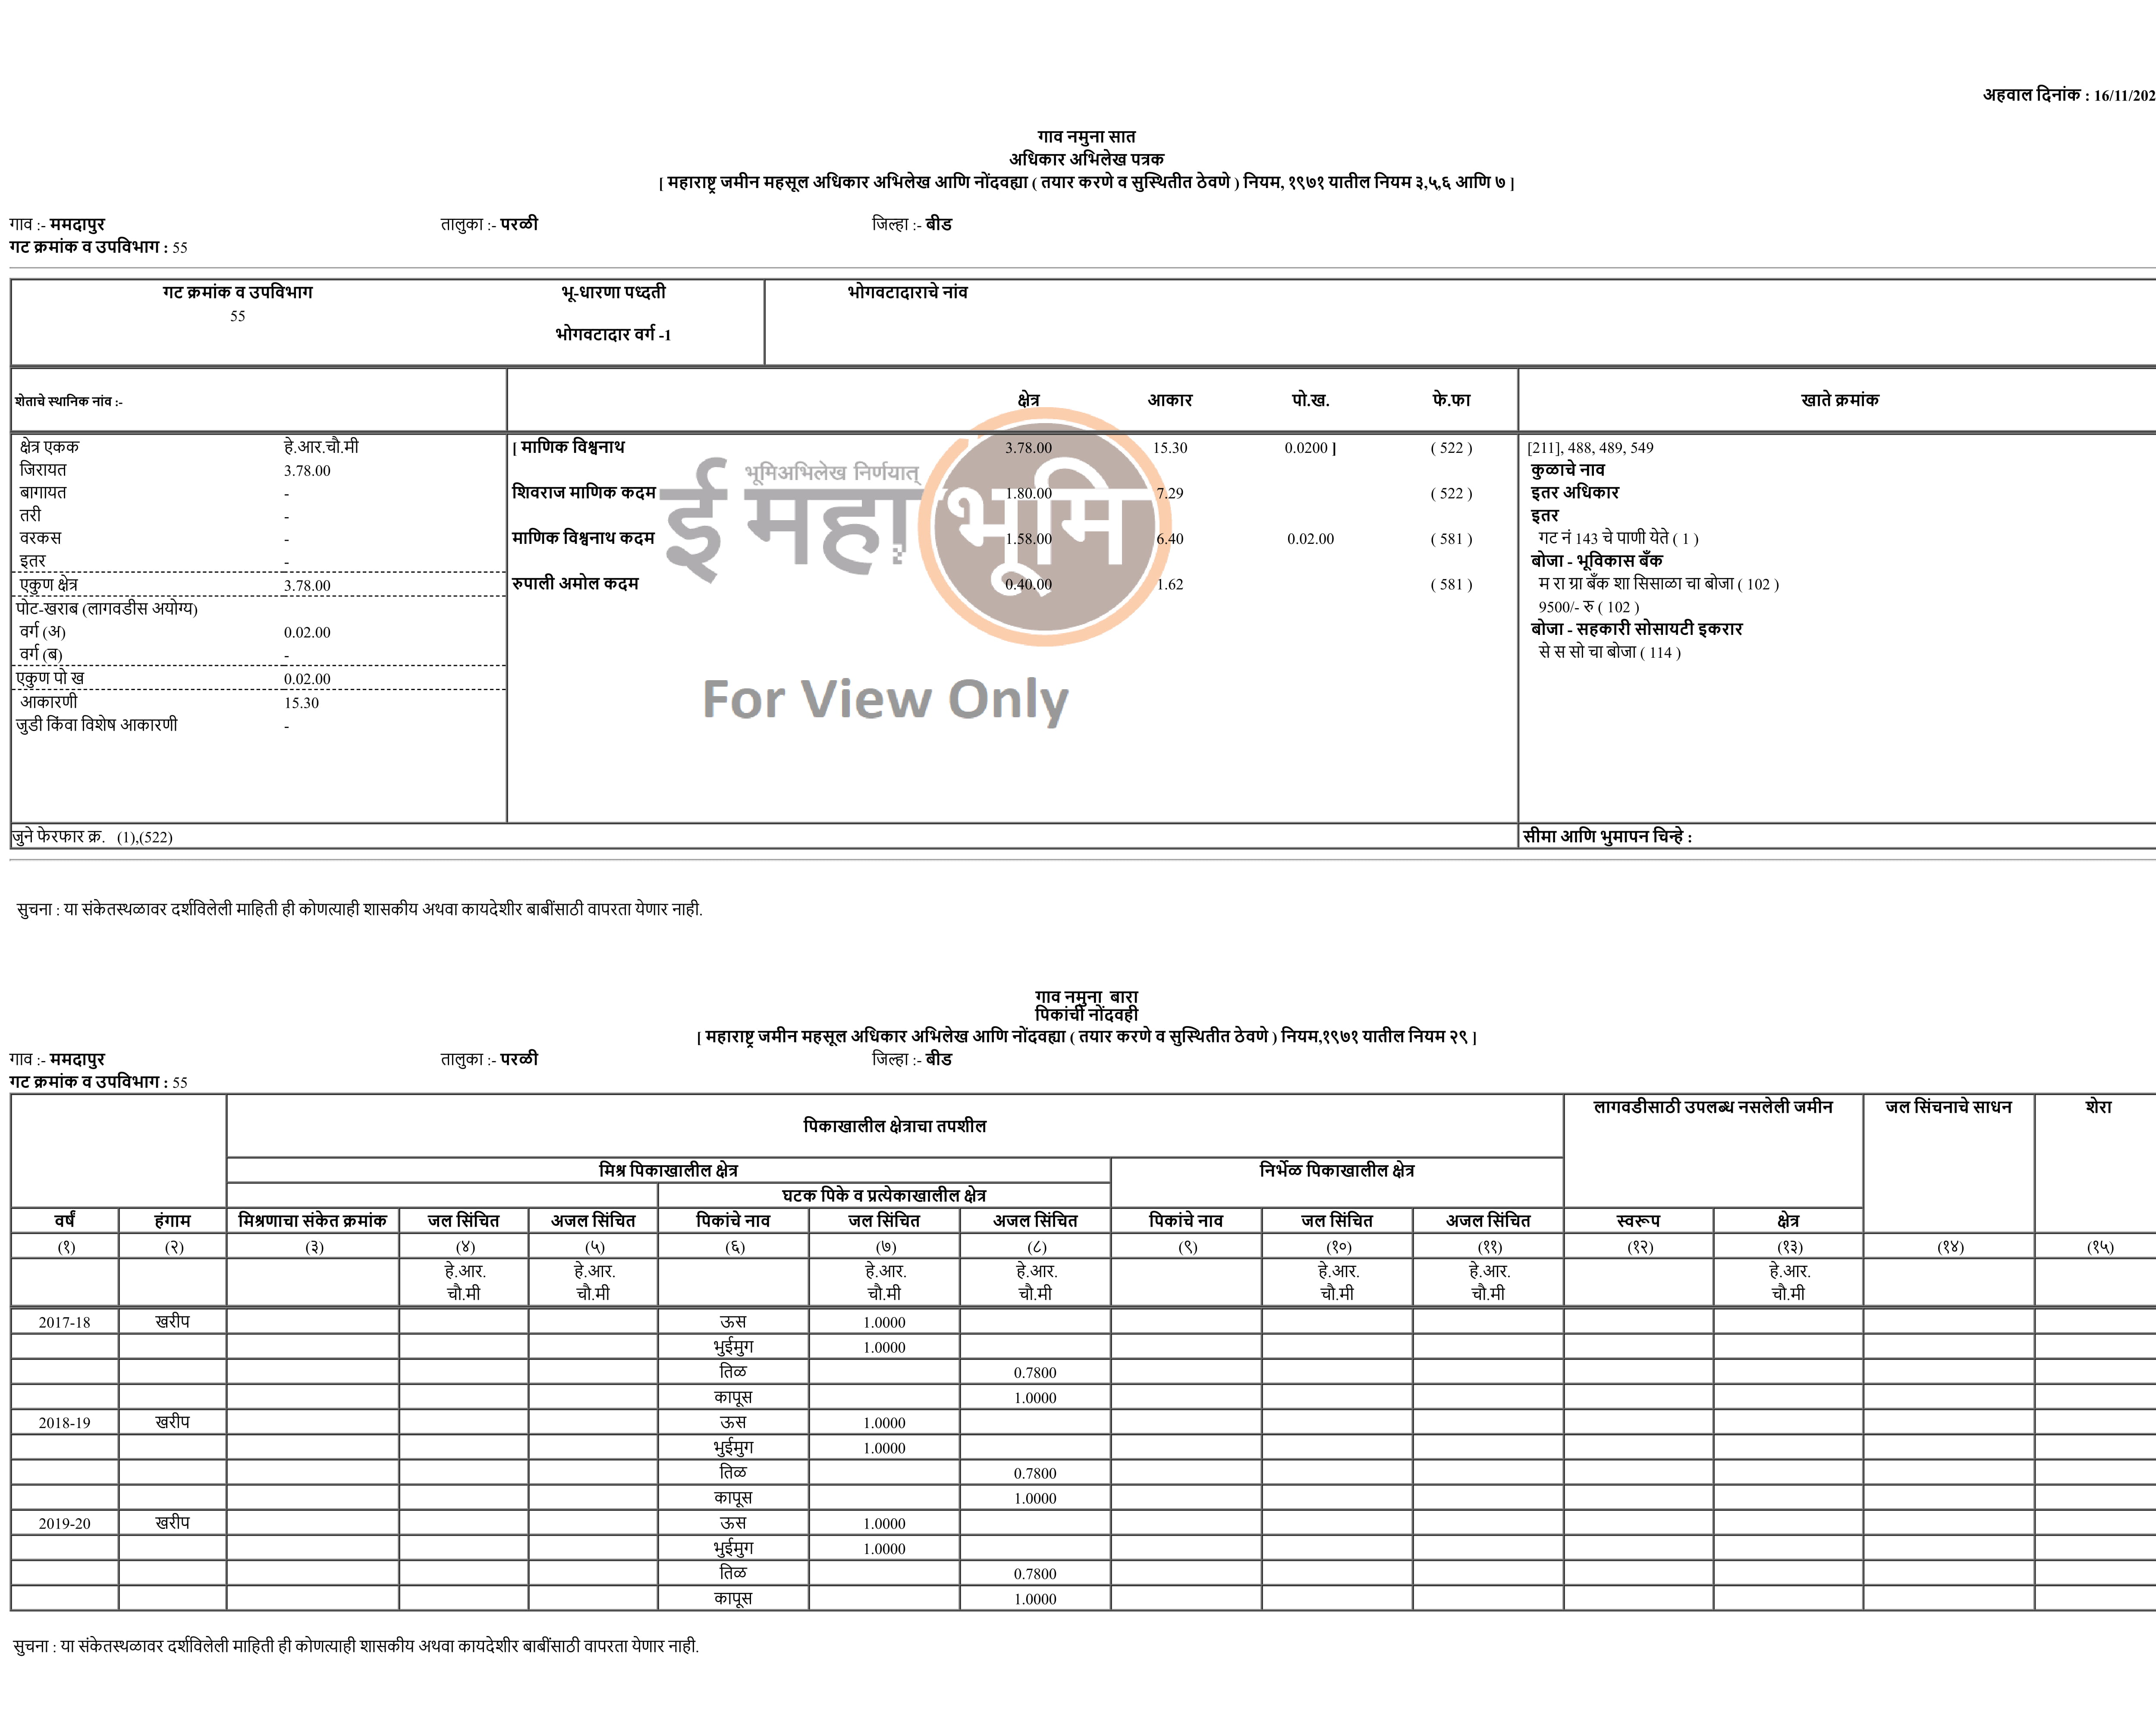 अहवाल दिनांक : 16/11/202
गाव नमुना सात
अधिकार अभिलेख पत्रक
[ महाराष्ट्र जमीन महसूल अधिकार अभिलेख आणि नोंदवह्या ( तयार करणे व सुस्थितीत ठेवणे ) नियम, १९७१ यातील नियम ३,५,६ आणि ७ ]
गाव :- ममदापुर तालुका :- परळी जिल्हा :- बीड
गट क्रमांक व उपविभाग : 55
गट क्रमांक व उपविभाग भू-धारणा पध्दती भोगवटादाराचे नांव
55
भोगवटादार वर्ग -1
शेताचे स्थानिक नांव :- क्षेत्र आकार पो.ख. फे.फा खाते क्रमांक
क्षेत्र एकक हे.आर.चौ.मी [ माणिक विश्वनाथ 3.78.00 15.30 0.0200 ] ( 522 ) [211], 488, 489, 549
जिरायत 3.78.00 भूमिअभिलेख निर्णयात् कुळाचे नाव
बागायत - शिवराज माणिक कदम 1.80.00 7.29 ( 522 ) इतर अधिकार
तरी - ई महाभूमि इतर
वरकस - माणिक विश्वनाथ कदम 1.58.00 6.40 0.02.00 ( 581 ) गट नं 143 चे पाणी येते ( 1 )
इतर - बोजा - भूविकास बँक
एकुण क्षेत्र 3.78.00 रुपाली अमोल कदम 0.40.00 1.62 ( 581 ) म रा ग्रा बँक शा सिसाळा चा बोजा ( 102 )
पोट-खराब (लागवडीस अयोग्य) 9500/- रु ( 102 )
वर्ग (अ) 0.02.00 बोजा - सहकारी सोसायटी इकरार
वर्ग (ब) - से स सो चा बोजा ( 114 )
एकुण पो ख 0.02.00
आकारणी 15.30 For View Only
जुडी किंवा विशेष आकारणी -
जुने फेरफार क्र. (1),(522) सीमा आणि भुमापन चिन्हे :
सुचना : या संकेतस्थळावर दर्शविलेली माहिती ही कोणत्याही शासकीय अथवा कायदेशीर बाबींसाठी वापरता येणार नाही.
गाव नमुना बारा
पिकांची नोंदवही
[ महाराष्ट्र जमीन महसूल अधिकार अभिलेख आणि नोंदवह्या ( तयार करणे व सुस्थितीत ठेवणे ) नियम,१९७१ यातील नियम २९ ]
गाव :- ममदापुर तालुका :- परळी जिल्हा :- बीड
गट क्रमांक व उपविभाग : 55
पिकाखालील क्षेत्राचा तपशील लागवडीसाठी उपलब्ध नसलेली जमीन जल सिंचनाचे साधन शेरा
मिश्र पिकाखालील क्षेत्र निर्भेळ पिकाखालील क्षेत्र
घटक पिके व प्रत्येकाखालील क्षेत्र
वर्षं हंगाम मिश्रणाचा संकेत क्रमांक जल सिंचित अजल सिंचित पिकांचे नाव जल सिंचित अजल सिंचित पिकांचे नाव जल सिंचित अजल सिंचित स्वरूप क्षेत्र
(१) (२) (३) (४) (५) (६) (७) (८) (९) (१०) (११) (१२) (१३) (१४) (१५)
हे.आर. हे.आर. हे.आर. हे.आर. हे.आर. हे.आर. हे.आर.
चौ.मी चौ.मी चौ.मी चौ.मी चौ.मी चौ.मी चौ.मी
2017-18 खरीप ऊस 1.0000
भुईमुग 1.0000
तिळ 0.7800
कापूस 1.0000
2018-19 खरीप ऊस 1.0000
भुईमुग 1.0000
तिळ 0.7800
कापूस 1.0000
2019-20 खरीप ऊस 1.0000
भुईमुग 1.0000
तिळ 0.7800
कापूस 1.0000
सुचना : या संकेतस्थळावर दर्शविलेली माहिती ही कोणत्याही शासकीय अथवा कायदेशीर बाबींसाठी वापरता येणार नाही.